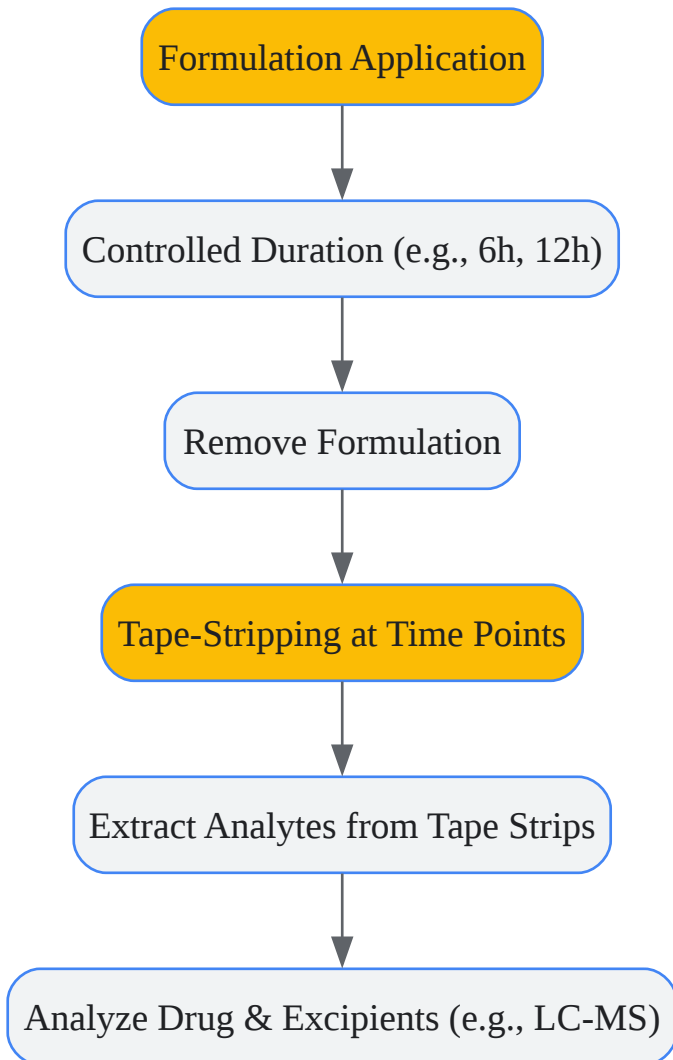 Formulation Application
Controlled Duration (e.g., 6h, 12h)
Remove Formulation
Tape-Stripping at Time Points
Extract Analytes from Tape Strips
Analyze Drug & Excipients (e.g., LC-MS)